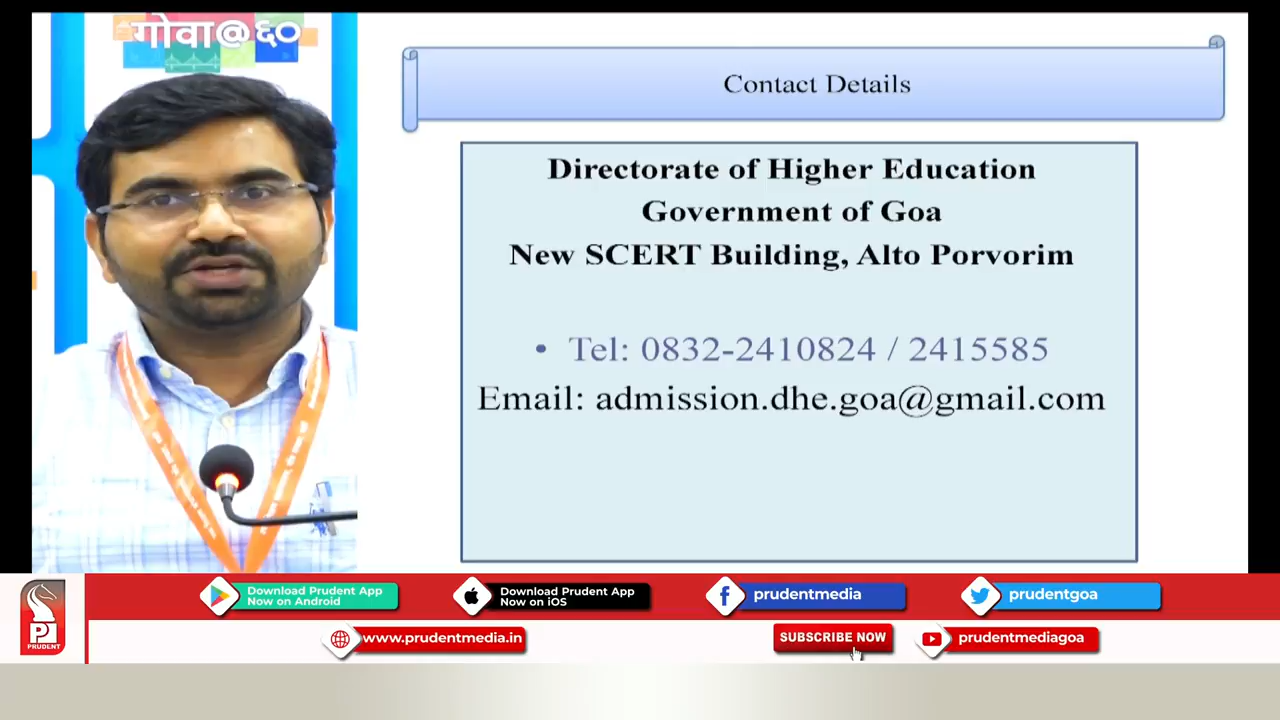 गोवा@६०
Contact Details
Directorate of Higher Education
Government of Goa
New SCERT Building, Alto Porvorim
• Tel: 0832-2410824 / 2415585
Email: admission.dhe.goa@gmail.com
Download Prudent App
Now on Android
Download Prudent App
Now on iOS
prudentmedia
prudentgoa
PRUDENT
www.prudentmedia.in
SUBSCRIBE NOW
prudentmediagoa